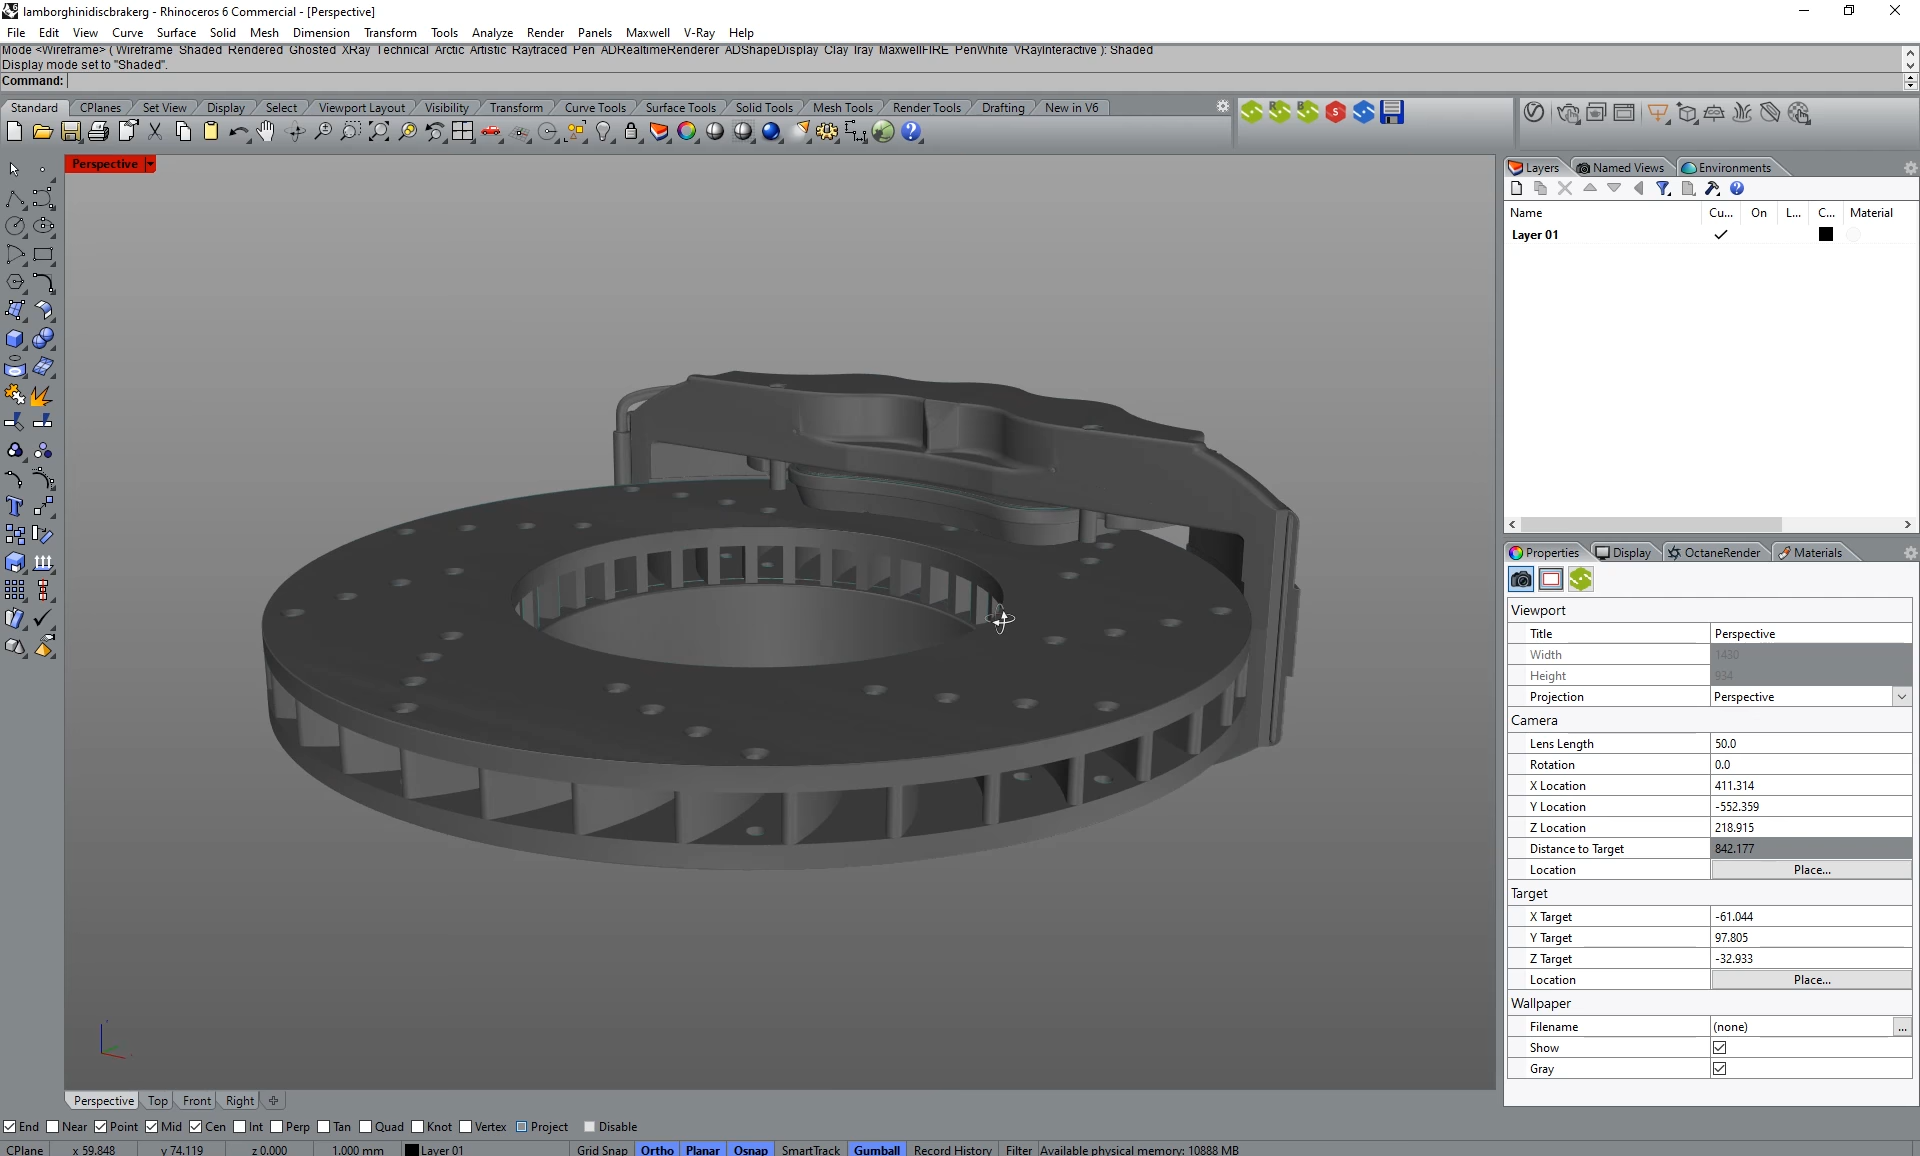 lamborghinidiscbrakerg - Rhinoceros 6 Commercial - [Perspective]
File Edit View Curve Surface Solid Mesh Dimension Transform Tools Analyze Render Panels Maxwell V-Ray Help
Mode <Wireframe> ( Wireframe Shaded Rendered Ghosted XRay Technical Arctic Artistic Raytraced Pen ADRealtimeRenderer ADShapeDisplay Clay Iray MaxwellFIRE PenWhite VRayInteractive ): Shaded
Display mode set to "Shaded".
Command:
Standard CPlanes Set View Display Select Viewport Layout Visibility Transform Curve Tools Surface Tools Solid Tools Mesh Tools Render Tools Drafting New in V6
Perspective
Layers Named Views Environments
Name Cu... On L... C... Material
Layer 01
Properties Display OctaneRender Materials
Viewport
Title Perspective
Width 1430
Height 934
Projection Perspective
Camera
Lens Length 50.0
Rotation 0.0
X Location 411.314
Y Location -552.359
Z Location 218.915
Distance to Target 842.177
Location Place...
Target
X Target -61.044
Y Target 97.805
Z Target -32.933
Location Place...
Wallpaper
Filename (none) ...
Show
Gray
Perspective Top Front Right
End Near Point Mid Cen Int Perp Tan Quad Knot Vertex Project Disable
CPlane x 59.848 y 74.119 z 0.000 1.000 mm Layer 01 Grid Snap Ortho Planar Osnap SmartTrack Gumball Record History Filter Available physical memory: 10888 MB